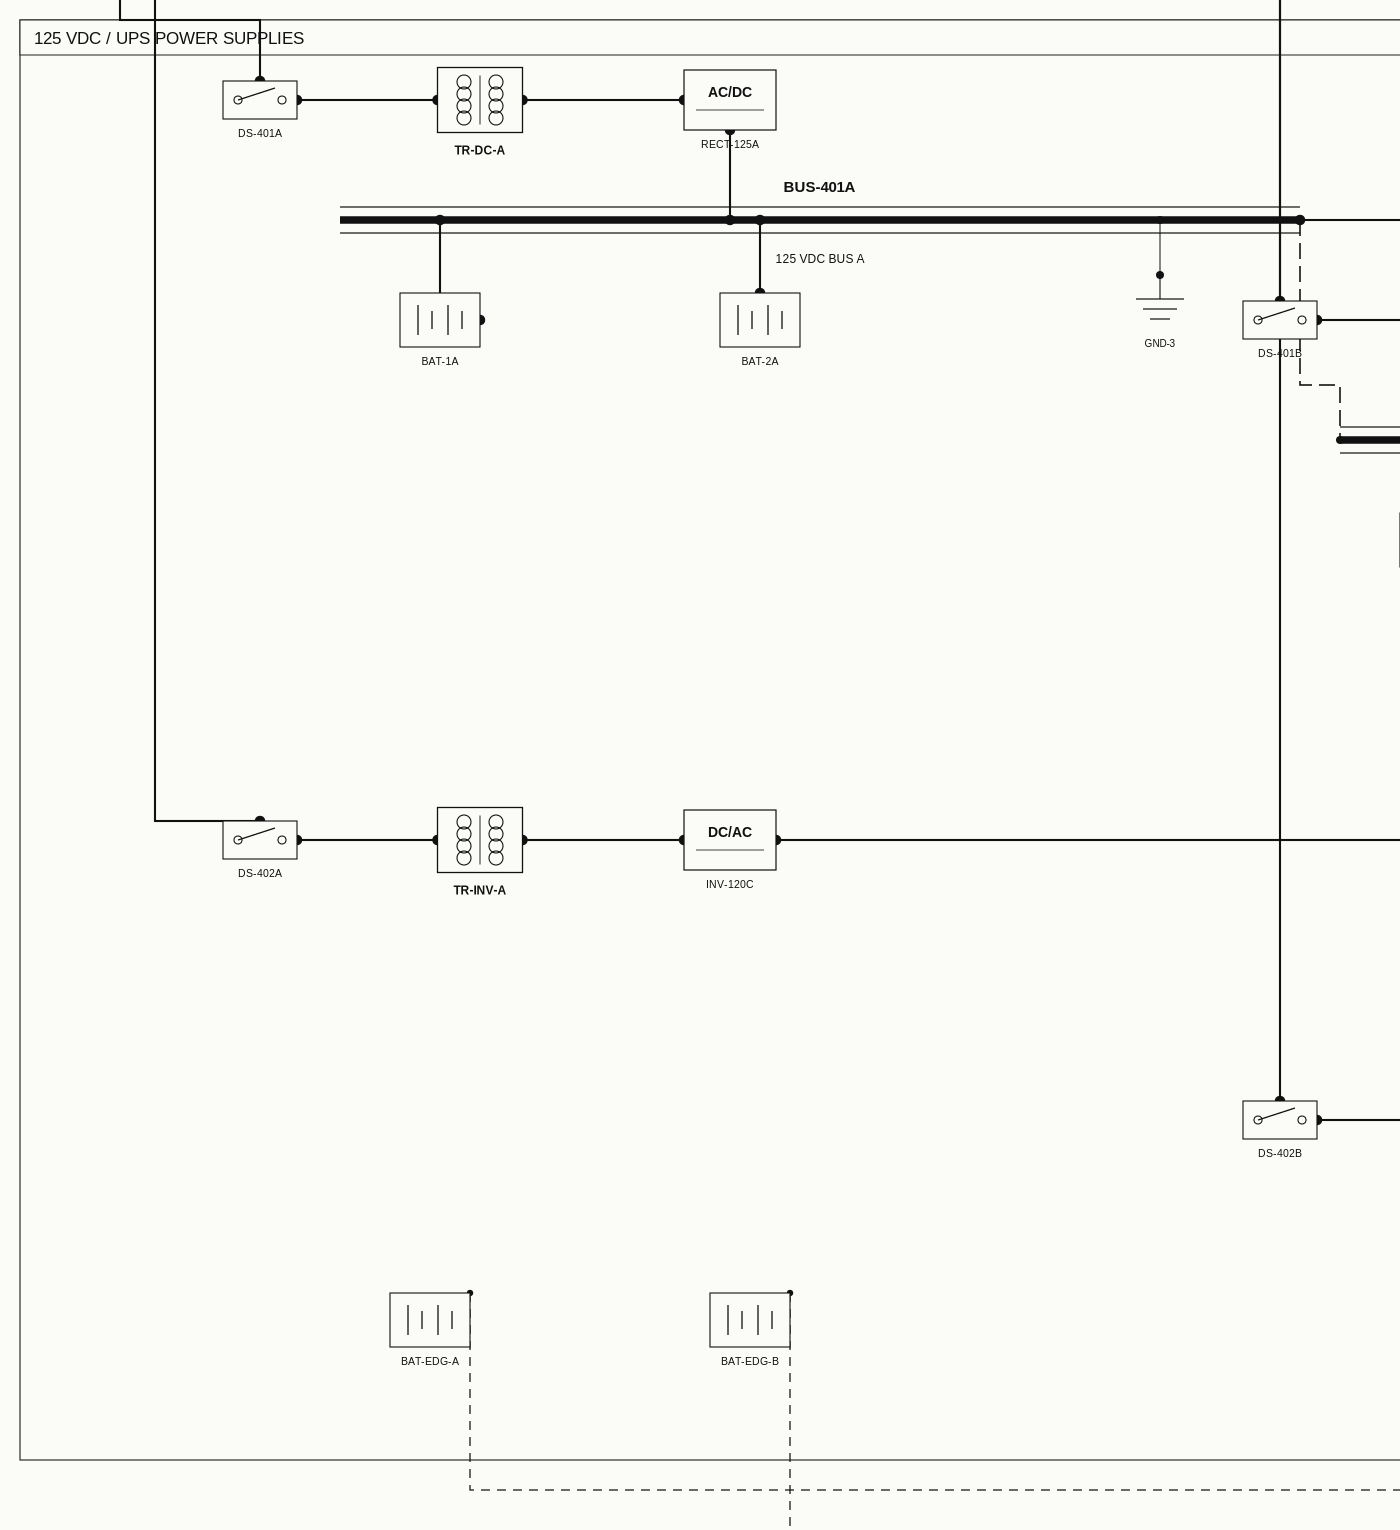 125 VDC / UPS POWER SUPPLIES
AC/DC
DS-401A
TR-DC-A
RECT-125A
BUS-401A
125 VDC BUS A
BAT-1A
BAT-2A
GND-3
DS-401B
DC/AC
DS-402A
TR-INV-A
INV-120C
DS-402B
BAT-EDG-A
BAT-EDG-B